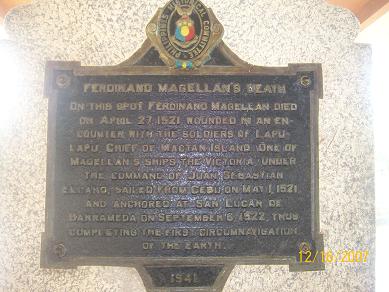 PHILIPPINES HISTORICAL COMMITTEE
FERDINAND MAGELLAN'S DEATH
ON THIS SPOT FERDINAND MAGELLAN DIED
ON APRIL 27, 1521, WOUNDED IN AN EN-
COUNTER WITH THE SOLDIERS OF LAPU-
LAPU, CHIEF OF MACTAN ISLAND. ONE OF
MAGELLAN'S SHIPS, THE VICTORIA, UNDER
THE COMMAND OF JUAN SEBASTIAN
ELCANO, SAILED FROM CEBU ON MAY 1, 1521,
AND ANCHORED AT SAN LUCAR DE
BARRAMEDA ON SEPTEMBER 6, 1522, THUS
COMPLETING THE FIRST CIRCUMNAVIGATION
OF THE EARTH.
1941
12/16/2007